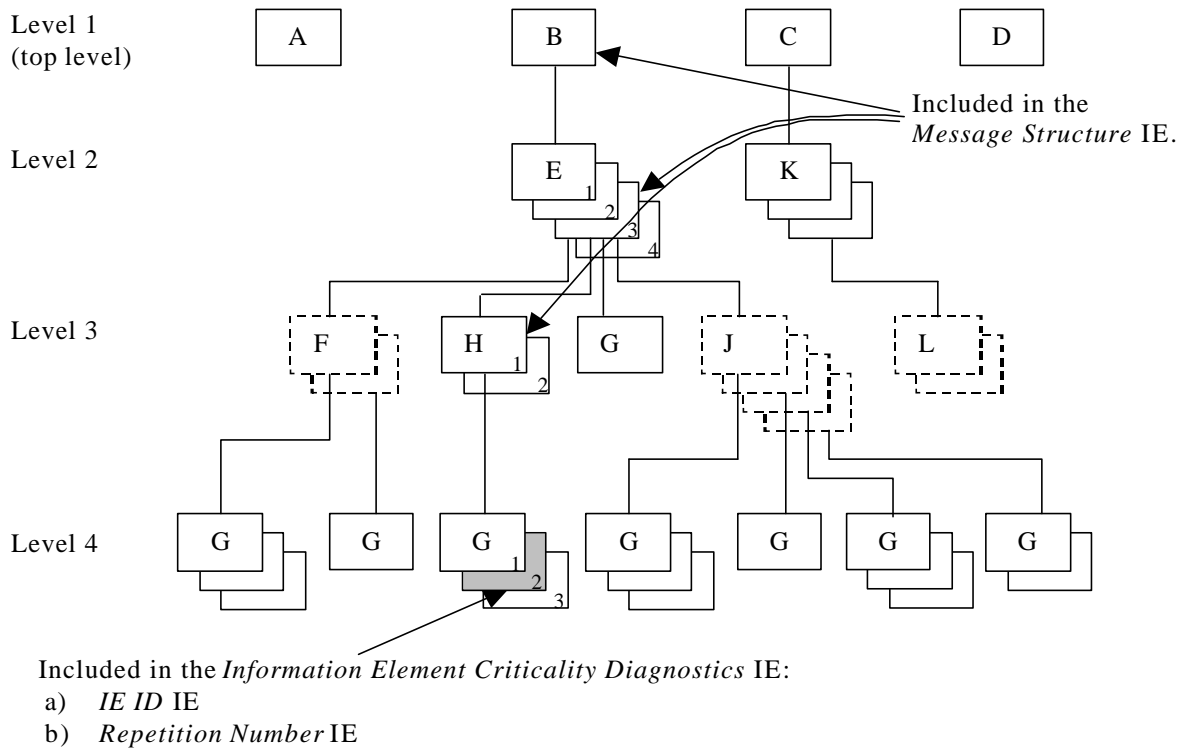 Level 1
(top level)
A
B
C
D
Included in the
Message Structure IE.
Level 2
E
1
2
3
4
K
Level 3
F
H
1
2
G
J
L
Level 4
G
G
G
1
2
3
G
G
G
G
Included in the Information Element Criticality Diagnostics IE:
a) IE ID IE
b) Repetition Number IE